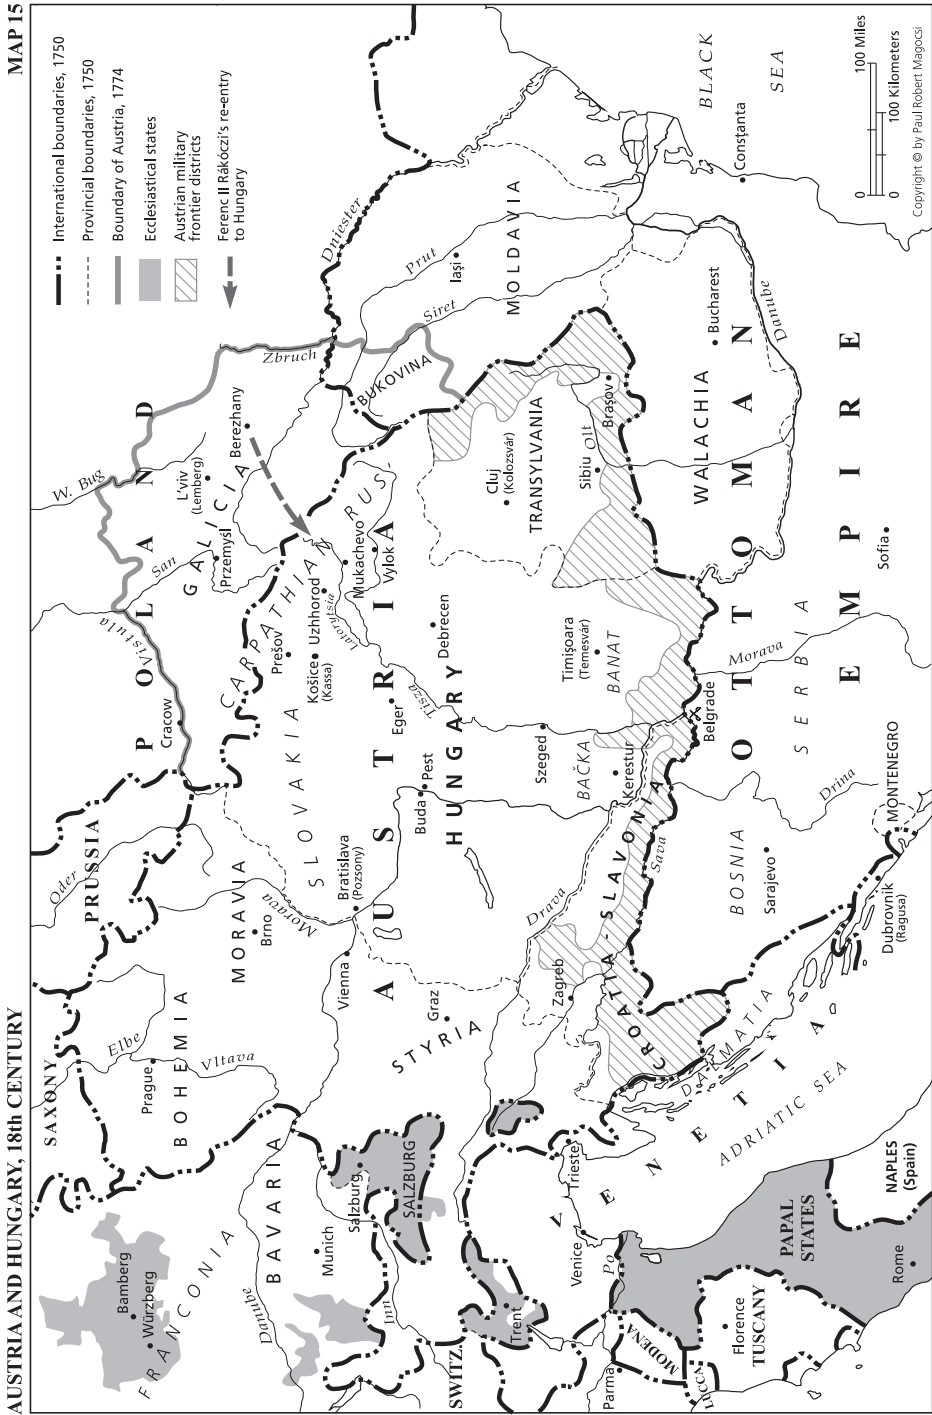 AUSTRIA AND HUNGARY, 18th CENTURY
MAP 15
International boundaries, 1750
Provincial boundaries, 1750
Boundary of Austria, 1774
Ecclesiastical states
Austrian military
frontier districts
Ferenc II Rákóczi's re-entry
to Hungary
100 Miles
0
100 Kilometers
0
Copyright © by Paul Robert Magocsi
SAXONY
PRUSSIA
POLAND
Oder
Elbe
Prague
Vltava
BOHEMIA
MORAVIA
Brno
Morava
Cracow
Vistula
San
W. Bug
GALICIA
Przemyśl
L'viv
(Lemberg)
Berezhany
Zbruch
Dniester
Bamberg
Würzberg
FRANCONIA
BAVARIA
Danube
Munich
Inn
Salzburg
SALZBURG
SWITZ.
Trent
Vienna
AUSTRIA
Bratislava
(Pozsony)
SLOVAKIA
CARPATHIAN RUS'
Prešov
Košice
(Kassa)
Uzhhorod
Latorytsia
Mukachevo
Vylok
BUKOVINA
Prut
Siret
Iaşi
MOLDAVIA
STYRIA
Graz
Buda
Pest
HUNGARY
Eger
Tisza
Debrecen
Cluj
(Kolozsvár)
TRANSYLVANIA
Sibiu
Olt
Braşov
Szeged
Timişoara
(Temesvár)
BANAT
BAČKA
Kerestur
Drava
Zagreb
CROATIA-SLAVONIA
Sava
Belgrade
Morava
WALACHIA
Bucharest
Danube
BLACK
SEA
Constanţa
OTTOMAN
EMPIRE
SERBIA
Sofia
BOSNIA
Sarajevo
Drina
MONTENEGRO
Dubrovnik
(Ragusa)
DALMATIA
VENETIA
ADRIATIC SEA
Trieste
Venice
Po
Parma
MODENA
LUCCA
Florence
TUSCANY
PAPAL
STATES
Rome
NAPLES
(Spain)